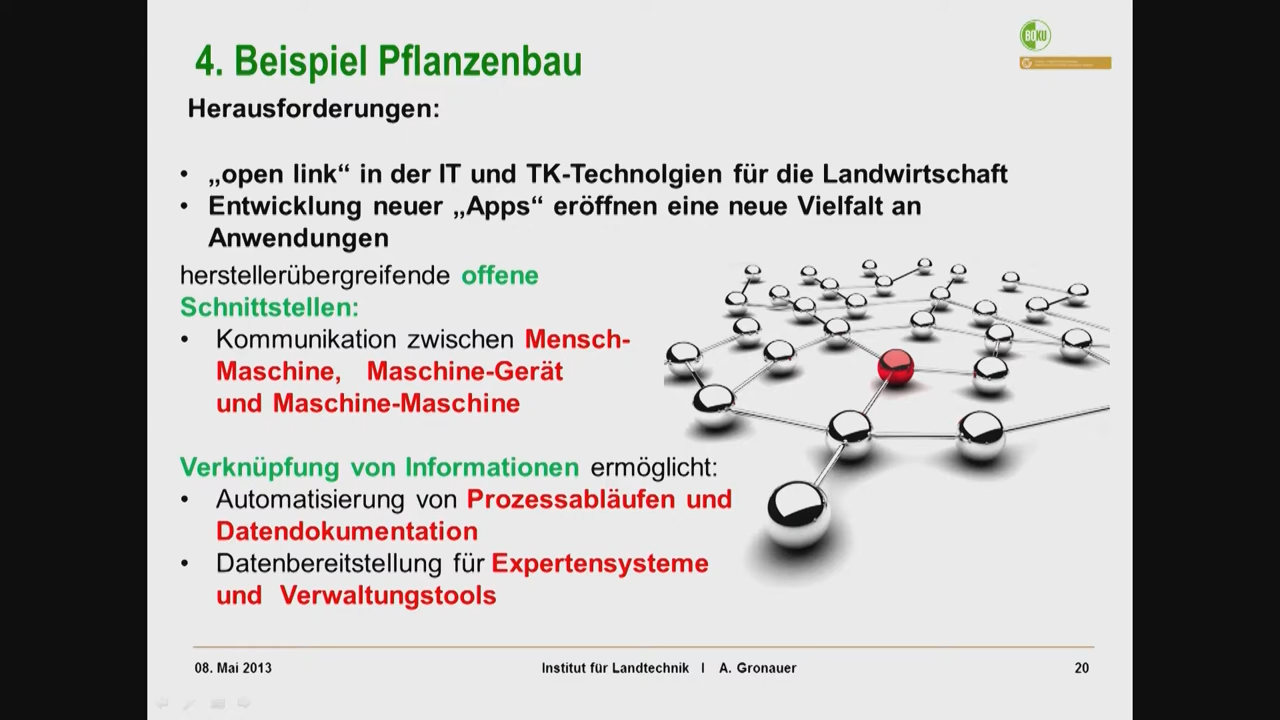 4. Beispiel Pflanzenbau
BOKU
Herausforderungen:
• „open link“ in der IT und TK-Technolgien für die Landwirtschaft
• Entwicklung neuer „Apps“ eröffnen eine neue Vielfalt an
Anwendungen
herstellerübergreifende offene
Schnittstellen:
• Kommunikation zwischen Mensch-
Maschine, Maschine-Gerät
und Maschine-Maschine
Verknüpfung von Informationen ermöglicht:
• Automatisierung von Prozessabläufen und
Datendokumentation
• Datenbereitstellung für Expertensysteme
und Verwaltungstools
08. Mai 2013 Institut für Landtechnik I A. Gronauer 20